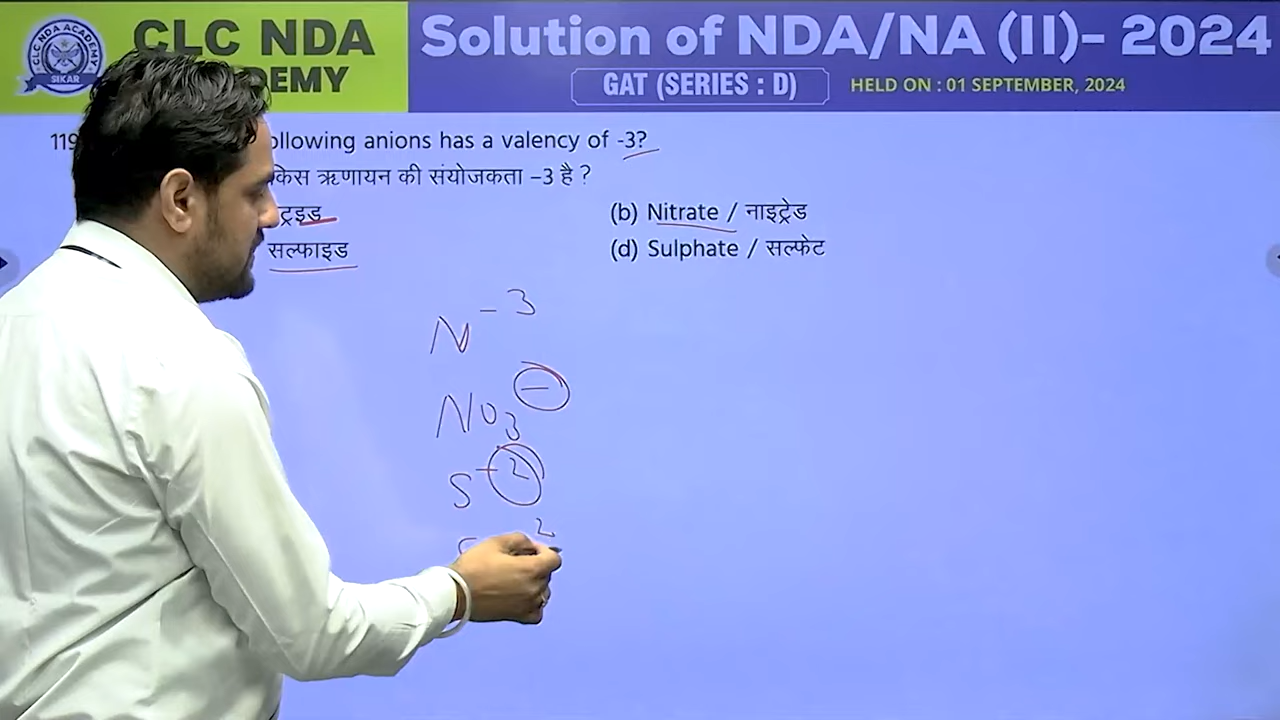 CLC NDA ACADEMY
SIKAR
CLC NDA
EMY
Solution of NDA/NA (II)- 2024
GAT (SERIES : D)
HELD ON : 01 SEPTEMBER, 2024
119
ollowing anions has a valency of -3?
किस ऋणायन की संयोजकता –3 है ?
ट्राइड
(b) Nitrate / नाइट्रेड
सल्फाइड
(d) Sulphate / सल्फेट
N -3
NO3 -
S -2
2